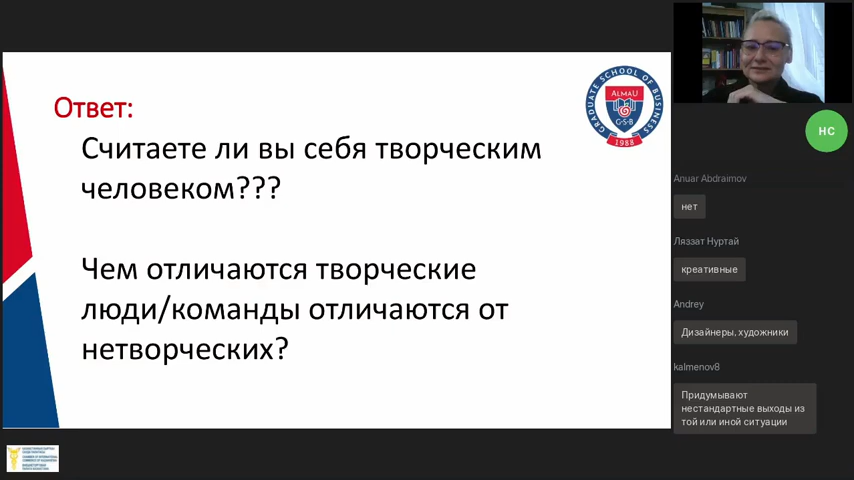 Ответ:
Считаете ли вы себя творческим
человеком???
Чем отличаются творческие
люди/команды отличаются от
нетворческих?
GRADUATE SCHOOL OF BUSINESS
ALMAU
G·S·B
1988
НС
Anuar Abdraimov
нет
Ляззат Нуртай
креативные
Andrey
Дизайнеры, художники
kalmenov8
Придумывают
нестандартные выходы из
той или иной ситуации